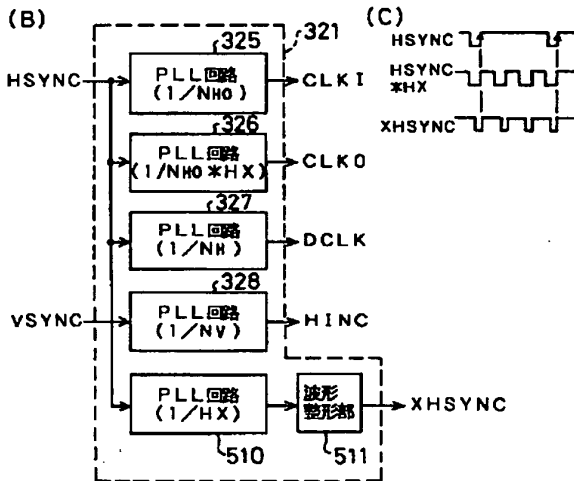 (B)
325
321
HSYNC
PLL回路
(1/NHO)
CLKI
326
PLL回路
(1/NHO*HX)
CLKO
327
PLL回路
(1/NH)
DCLK
328
VSYNC
PLL回路
(1/NV)
HINC
PLL回路
(1/HX)
510
波形
整形部
511
XHSYNC
(C)
HSYNC
HSYNC
*HX
XHSYNC